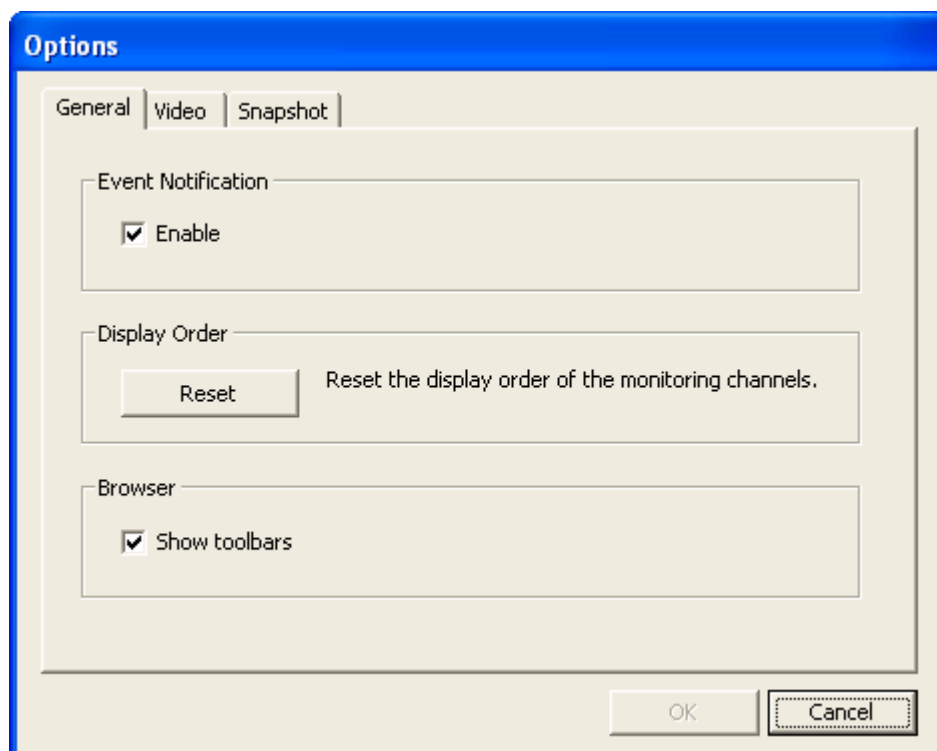 Options
General Video Snapshot
Event Notification
Enable
Display Order
Reset Reset the display order of the monitoring channels.
Browser
Show toolbars
OK Cancel